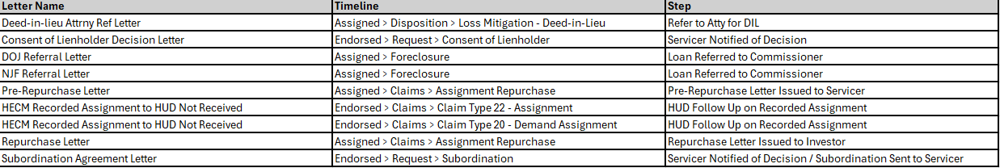 Letter Name Timeline Step
Deed-in-lieu Attrny Ref Letter Assigned > Disposition > Loss Mitigation - Deed-in-Lieu Refer to Atty for DIL
Consent of Lienholder Decision Letter Endorsed > Request > Consent of Lienholder Servicer Notified of Decision
DOJ Referral Letter Assigned > Foreclosure Loan Referred to Commissioner
NJF Referral Letter Assigned > Foreclosure Loan Referred to Commissioner
Pre-Repurchase Letter Assigned > Claims > Assignment Repurchase Pre-Repurchase Letter Issued to Servicer
HECM Recorded Assignment to HUD Not Received Endorsed > Claims > Claim Type 22 - Assignment HUD Follow Up on Recorded Assignment
HECM Recorded Assignment to HUD Not Received Endorsed > Claims > Claim Type 20 - Demand Assignment HUD Follow Up on Recorded Assignment
Repurchase Letter Assigned > Claims > Assignment Repurchase Repurchase Letter Issued to Investor
Subordination Agreement Letter Endorsed > Request > Subordination Servicer Notified of Decision / Subordination Sent to Servicer